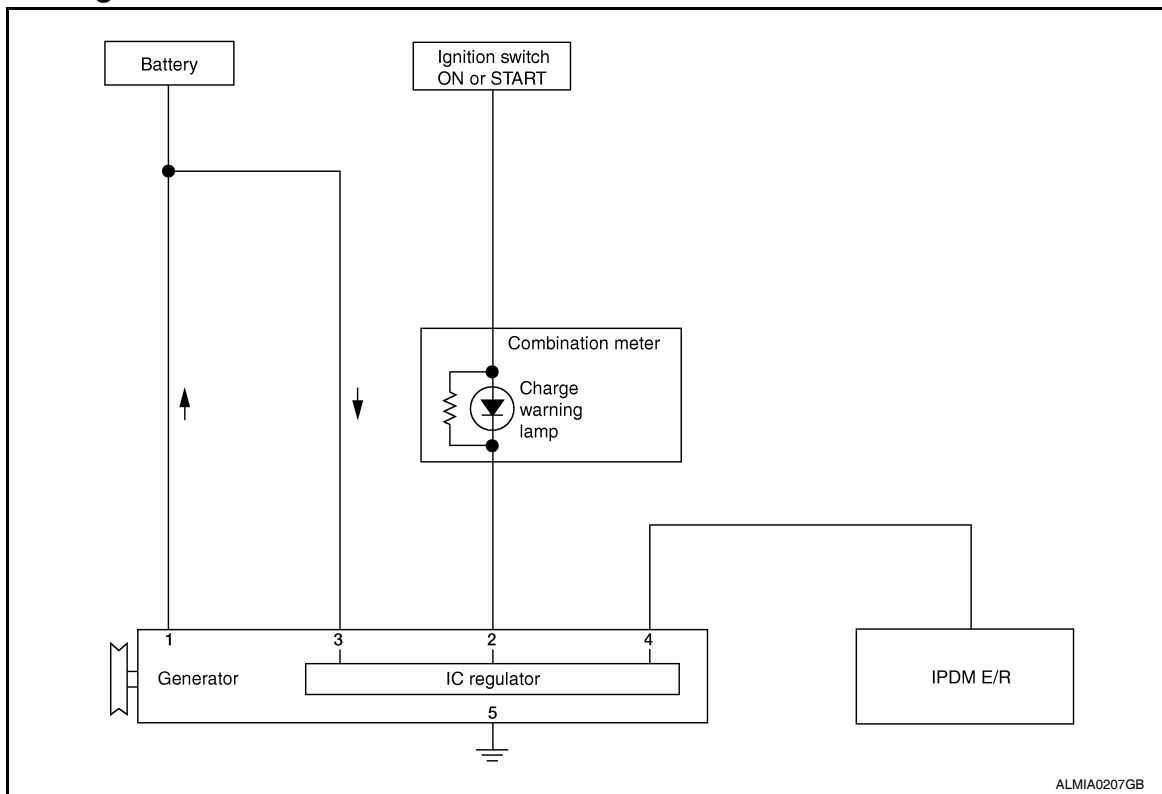 Battery
Ignition switch
ON or START
Combination meter
Charge
warning
lamp
1
3
2
4
Generator
IC regulator
IPDM E/R
5
ALMIA0207GB